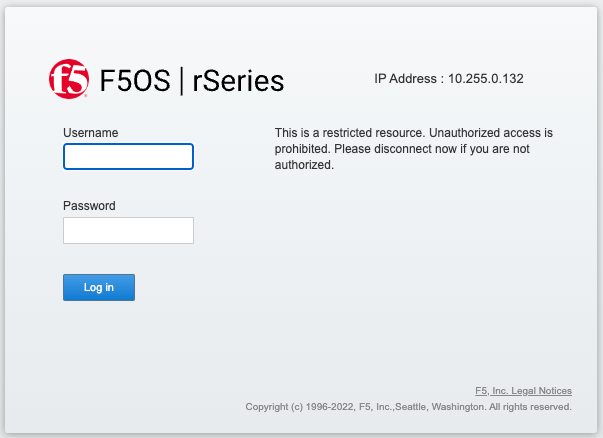 f5 F5OS | rSeries
IP Address : 10.255.0.132
Username
This is a restricted resource. Unauthorized access is
prohibited. Please disconnect now if you are not
authorized.
Password
Log in
F5, Inc. Legal Notices
Copyright (c) 1996-2022, F5, Inc.,Seattle, Washington. All rights reserved.